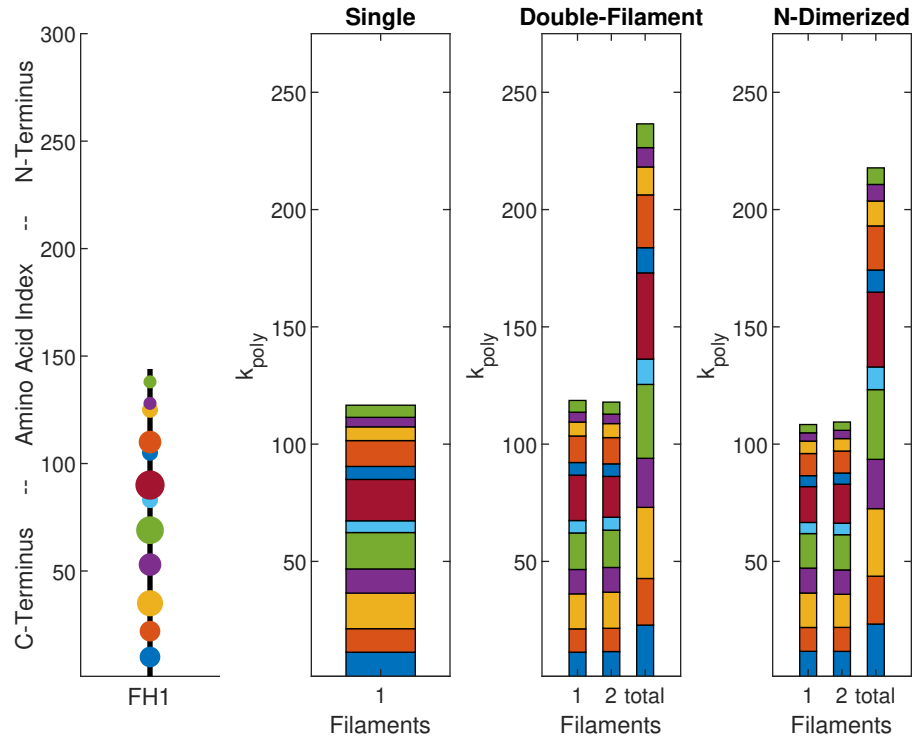 Single
Double-Filament
N-Dimerized
C-Terminus -- Amino Acid Index -- N-Terminus
300
250
200
150
100
50
FH1
k_poly
250
200
150
100
50
1
Filaments
k_poly
250
200
150
100
50
1 2 total
Filaments
k_poly
250
200
150
100
50
1 2 total
Filaments